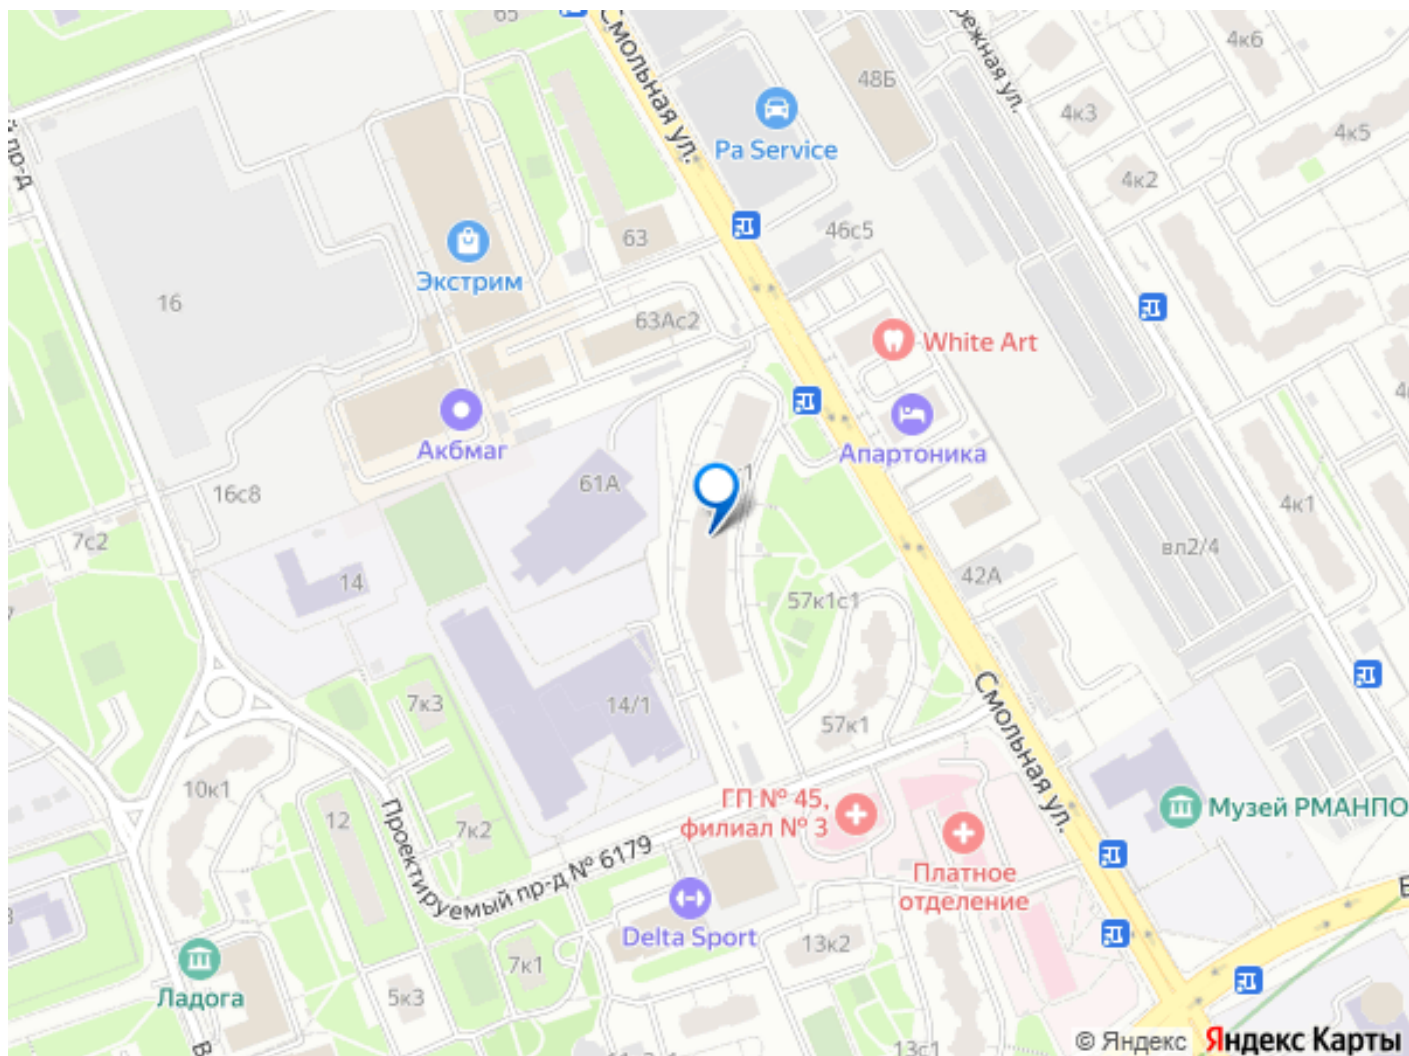 65
Смольная ул.
48Б
4к6
4к3
4к5
4к2
Pa Service
режная ул.
й пр-д
63
46с5
Экстрим
16
63Ас2
White Art
Акбмаг
Апартоника
61А
16с8
7с2
14
4к1
вл2/4
42А
57к1с1
7к3
14/1
57к1
Смольная ул.
10к1
12
7к2
Проектируемый пр-д № 6179
ГП № 45,
филиал № 3
Платное
отделение
Музей РМАНПО
Delta Sport
13к2
7к1
5к3
Ладога
13с1
© Яндекс Яндекс Карты